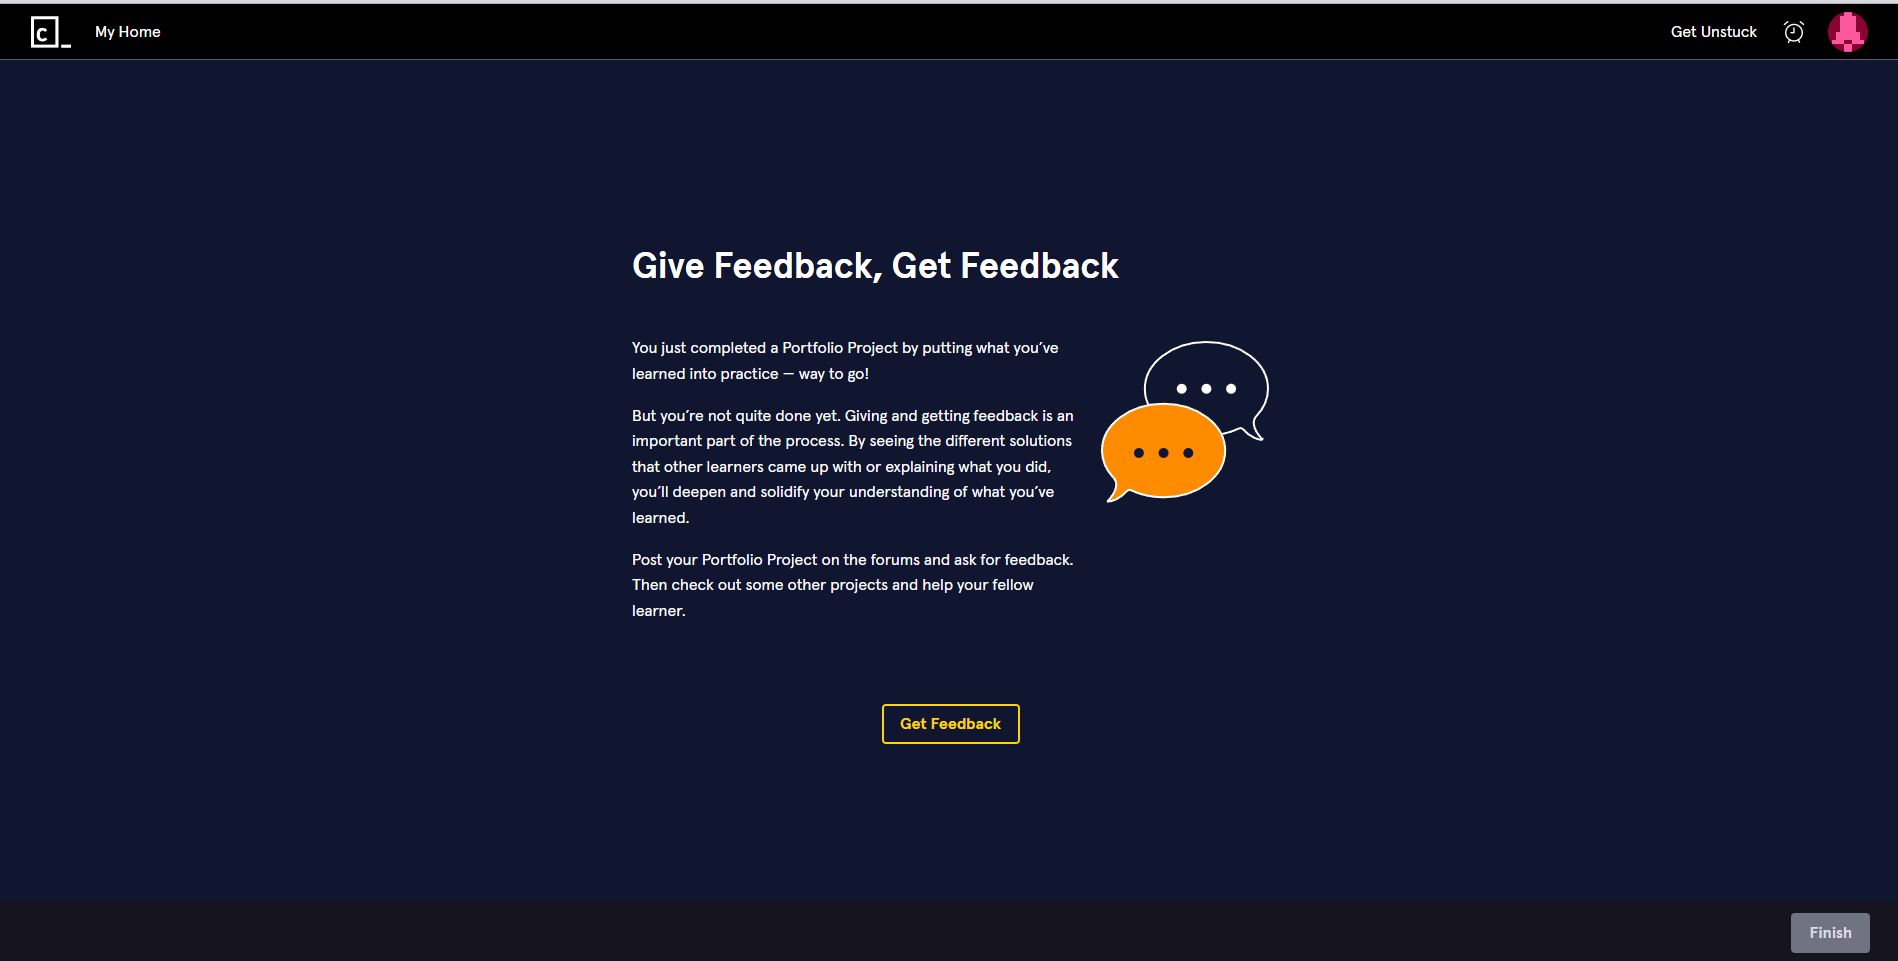 c_
My Home
Get Unstuck
Give Feedback, Get Feedback
You just completed a Portfolio Project by putting what you’ve
learned into practice — way to go!
But you’re not quite done yet. Giving and getting feedback is an
important part of the process. By seeing the different solutions
that other learners came up with or explaining what you did,
you’ll deepen and solidify your understanding of what you’ve
learned.
Post your Portfolio Project on the forums and ask for feedback.
Then check out some other projects and help your fellow
learner.
Get Feedback
Finish